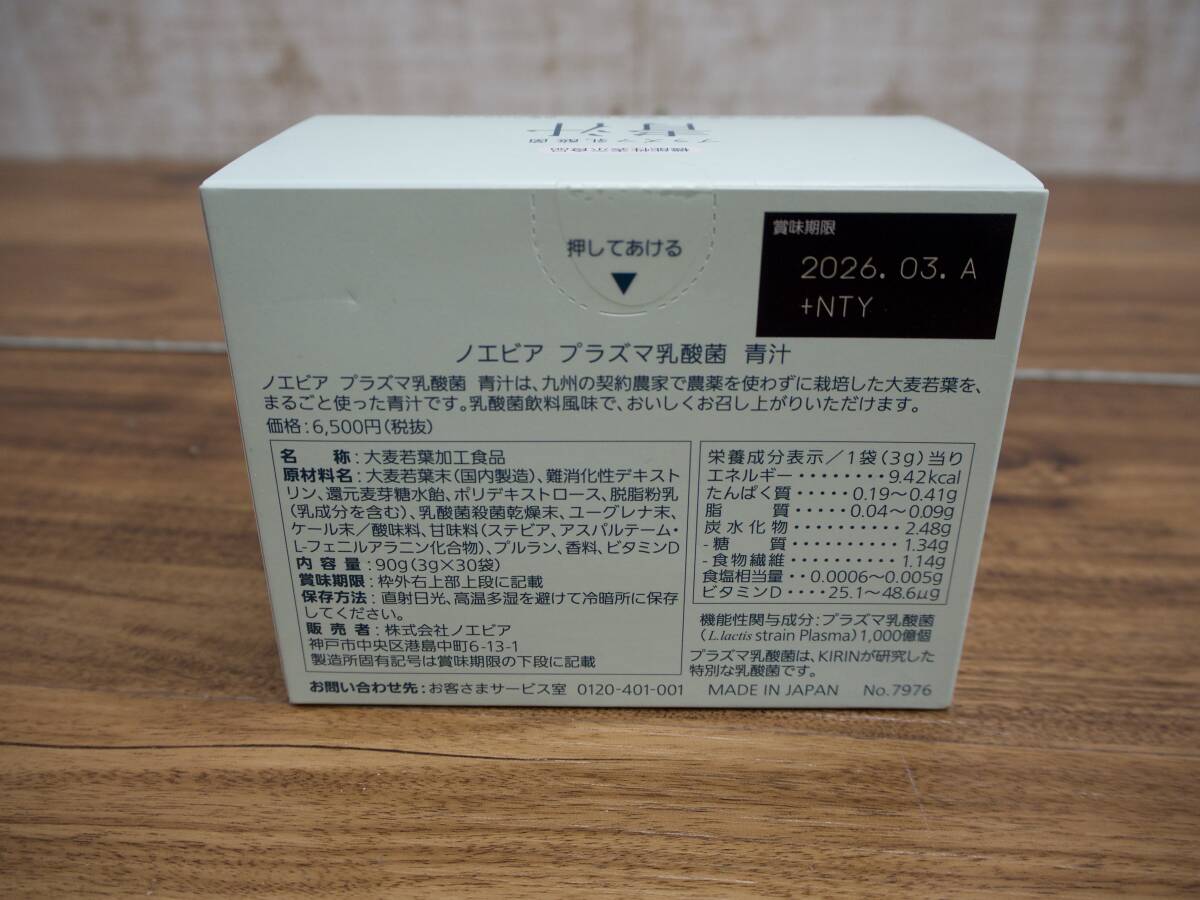 青汁
プラズマ乳酸菌
機能性表示食品
押してあける
賞味期限
2026. 03. A
+NTY
ノエビア プラズマ乳酸菌 青汁
ノエビア プラズマ乳酸菌 青汁は、九州の契約農家で農薬を使わずに栽培した大麦若葉を、
まるごと使った青汁です。乳酸菌飲料風味で、おいしくお召し上がりいただけます。
価格:6,500円(税抜)
名 称:大麦若葉加工食品
原材料名:大麦若葉末(国内製造)、難消化性デキスト
リン、還元麦芽糖水飴、ポリデキストロース、脱脂粉乳
(乳成分を含む)、乳酸菌殺菌乾燥末、ユーグレナ末、
ケール末/酸味料、甘味料(ステビア、アスパルテーム・
L-フェニルアラニン化合物)、プルラン、香料、ビタミンD
内容量:90g(3g×30袋)
賞味期限:枠外右上部上段に記載
保存方法:直射日光、高温多湿を避けて冷暗所に保存
してください。
販売者:株式会社ノエビア
神戸市中央区港島中町6-13-1
製造所固有記号は賞味期限の下段に記載
栄養成分表示/1袋(3g)当り
エネルギー・・・・・・・・9.42kcal
たんぱく質・・・・・・0.19〜0.41g
脂 質・・・・・・・・0.04〜0.09g
炭水化物・・・・・・・・・・・2.48g
-糖 質・・・・・・・・・・・1.34g
-食物繊維・・・・・・・・・・・1.14g
食塩相当量・・0.0006〜0.005g
ビタミンD・・・・25.1〜48.6μg
機能性関与成分:プラズマ乳酸菌
(L.lactis strain Plasma)1,000億個
プラズマ乳酸菌は、KIRINが研究した
特別な乳酸菌です。
お問い合わせ先:お客さまサービス室 0120-401-001 MADE IN JAPAN No.7976